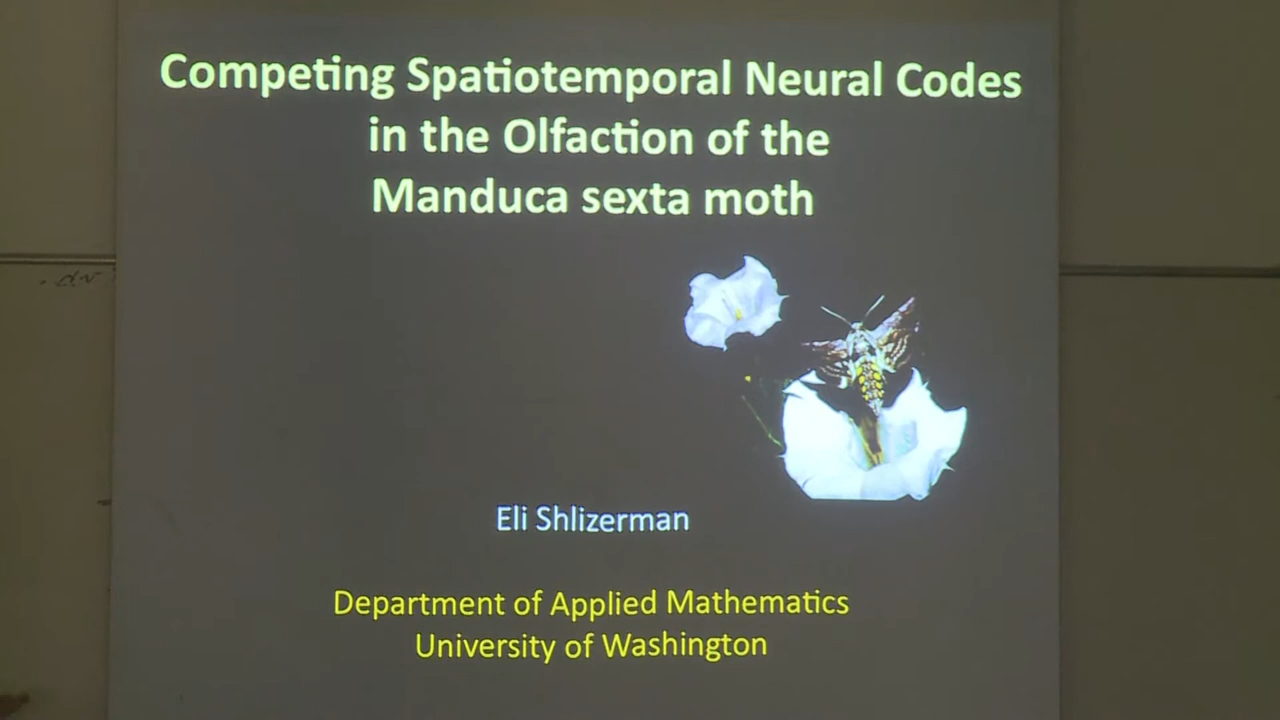 Competing Spatiotemporal Neural Codes
in the Olfaction of the
Manduca sexta moth
Eli Shlizerman
Department of Applied Mathematics
University of Washington